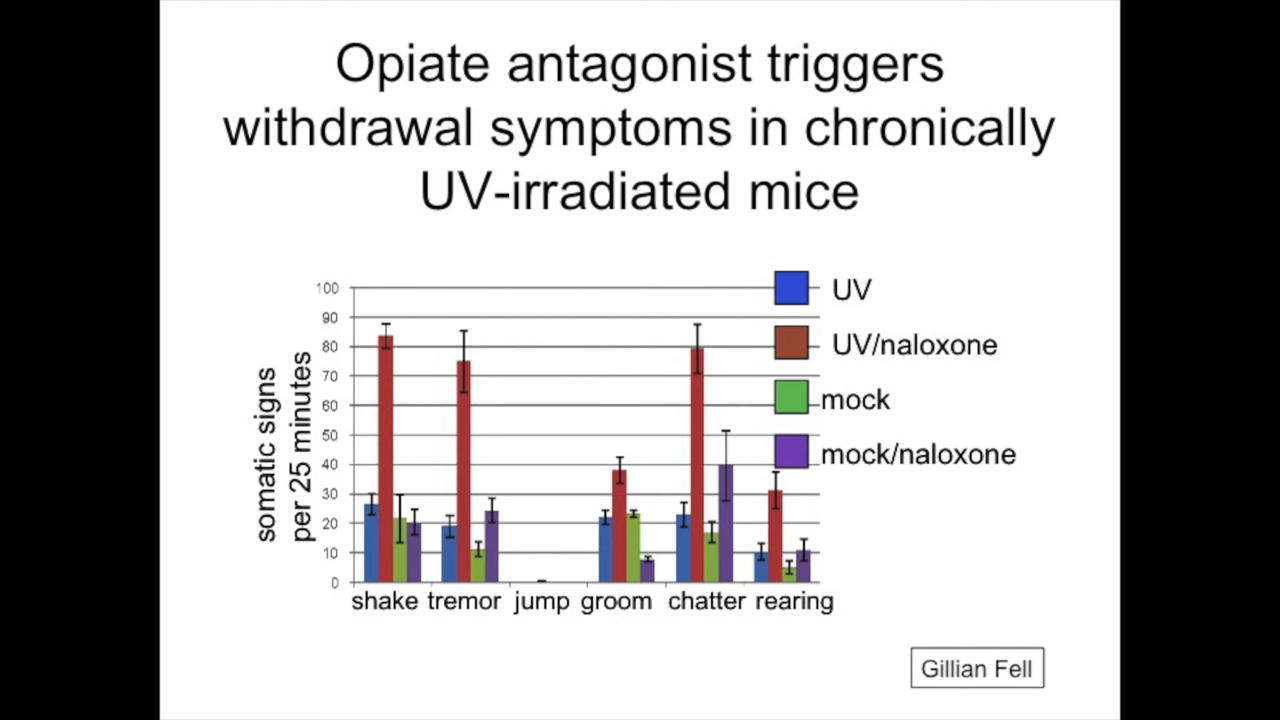 Opiate antagonist triggers
withdrawal symptoms in chronically
UV-irradiated mice
somatic signs
per 25 minutes
100
90
80
70
60
50
40
30
20
10
0
shake tremor jump groom chatter rearing
UV
UV/naloxone
mock
mock/naloxone
Gillian Fell